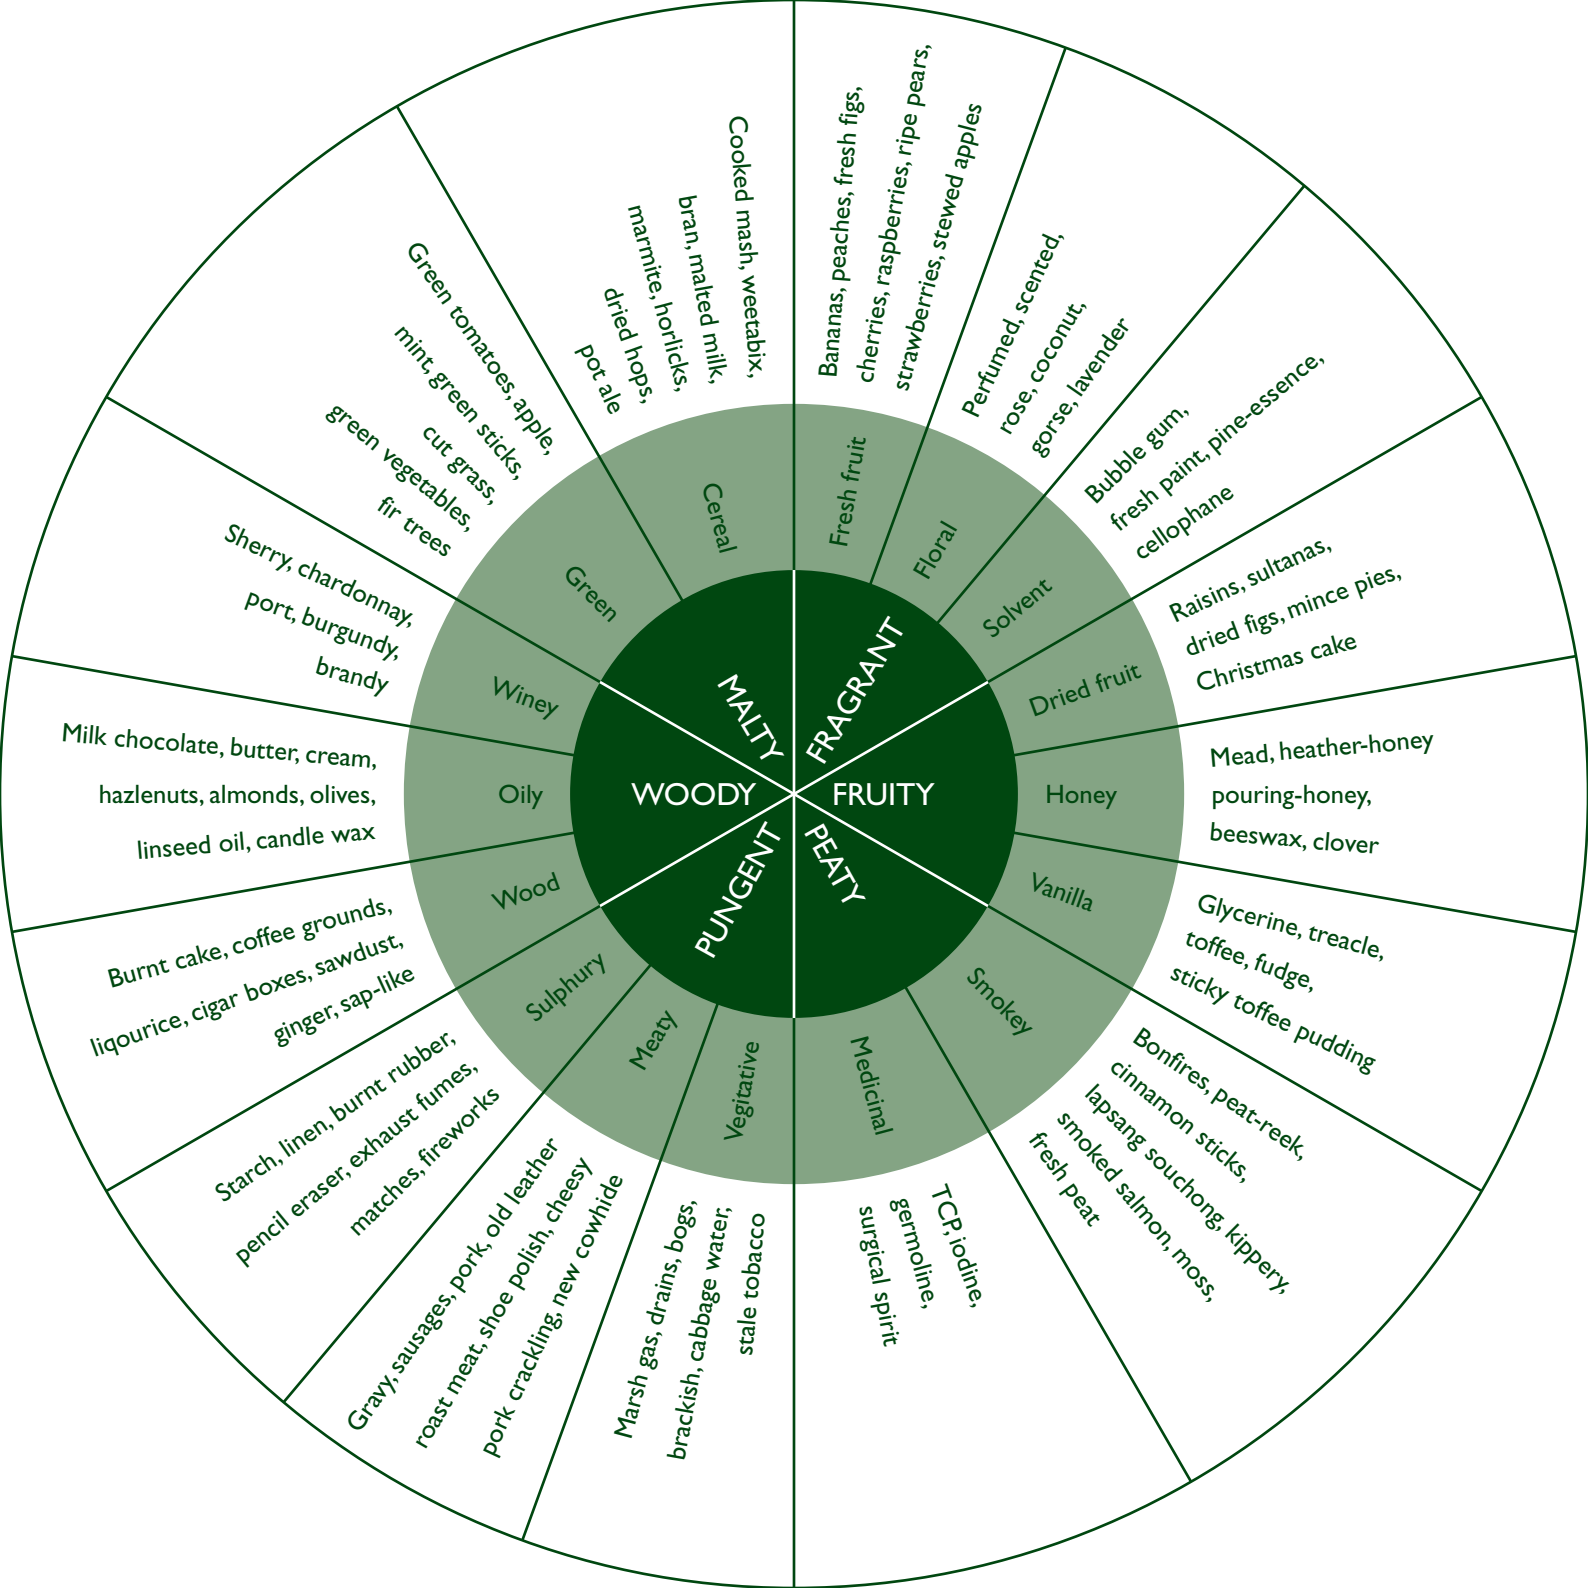 FRAGRANT
Fresh fruit
Bananas, peaches, fresh figs,
cherries, raspberries, ripe pears,
strawberries, stewed apples
Floral
Perfumed, scented,
rose, coconut,
gorse, lavender
Solvent
Bubble gum,
fresh paint, pine-essence,
cellophane
FRUITY
Dried fruit
Raisins, sultanas,
dried figs, mince pies,
Christmas cake
Honey
Mead, heather-honey
pouring-honey,
beeswax, clover
Vanilla
Glycerine, treacle,
toffee, fudge,
sticky toffee pudding
PEATY
Smokey
Bonfires, peat-reek,
cinnamon sticks,
lapsang souchong, kippery,
smoked salmon, moss,
fresh peat
Medicinal
TCP, iodine,
germoline,
surgical spirit
PUNGENT
Vegitative
Marsh gas, drains, bogs,
brackish, cabbage water,
stale tobacco
Meaty
Gravy, sausages, pork, old leather
roast meat, shoe polish, cheesy
pork crackling, new cowhide
Sulphury
Starch, linen, burnt rubber,
pencil eraser, exhaust fumes,
matches, fireworks
WOODY
Wood
Burnt cake, coffee grounds,
liqourice, cigar boxes, sawdust,
ginger, sap-like
Oily
Milk chocolate, butter, cream,
hazlenuts, almonds, olives,
linseed oil, candle wax
Winey
Sherry, chardonnay,
port, burgundy,
brandy
MALTY
Green
Green tomatoes, apple,
mint, green sticks,
cut grass,
green vegetables,
fir trees
Cereal
Cooked mash, weetabix,
bran, malted milk,
marmite, horlicks,
dried hops,
pot ale